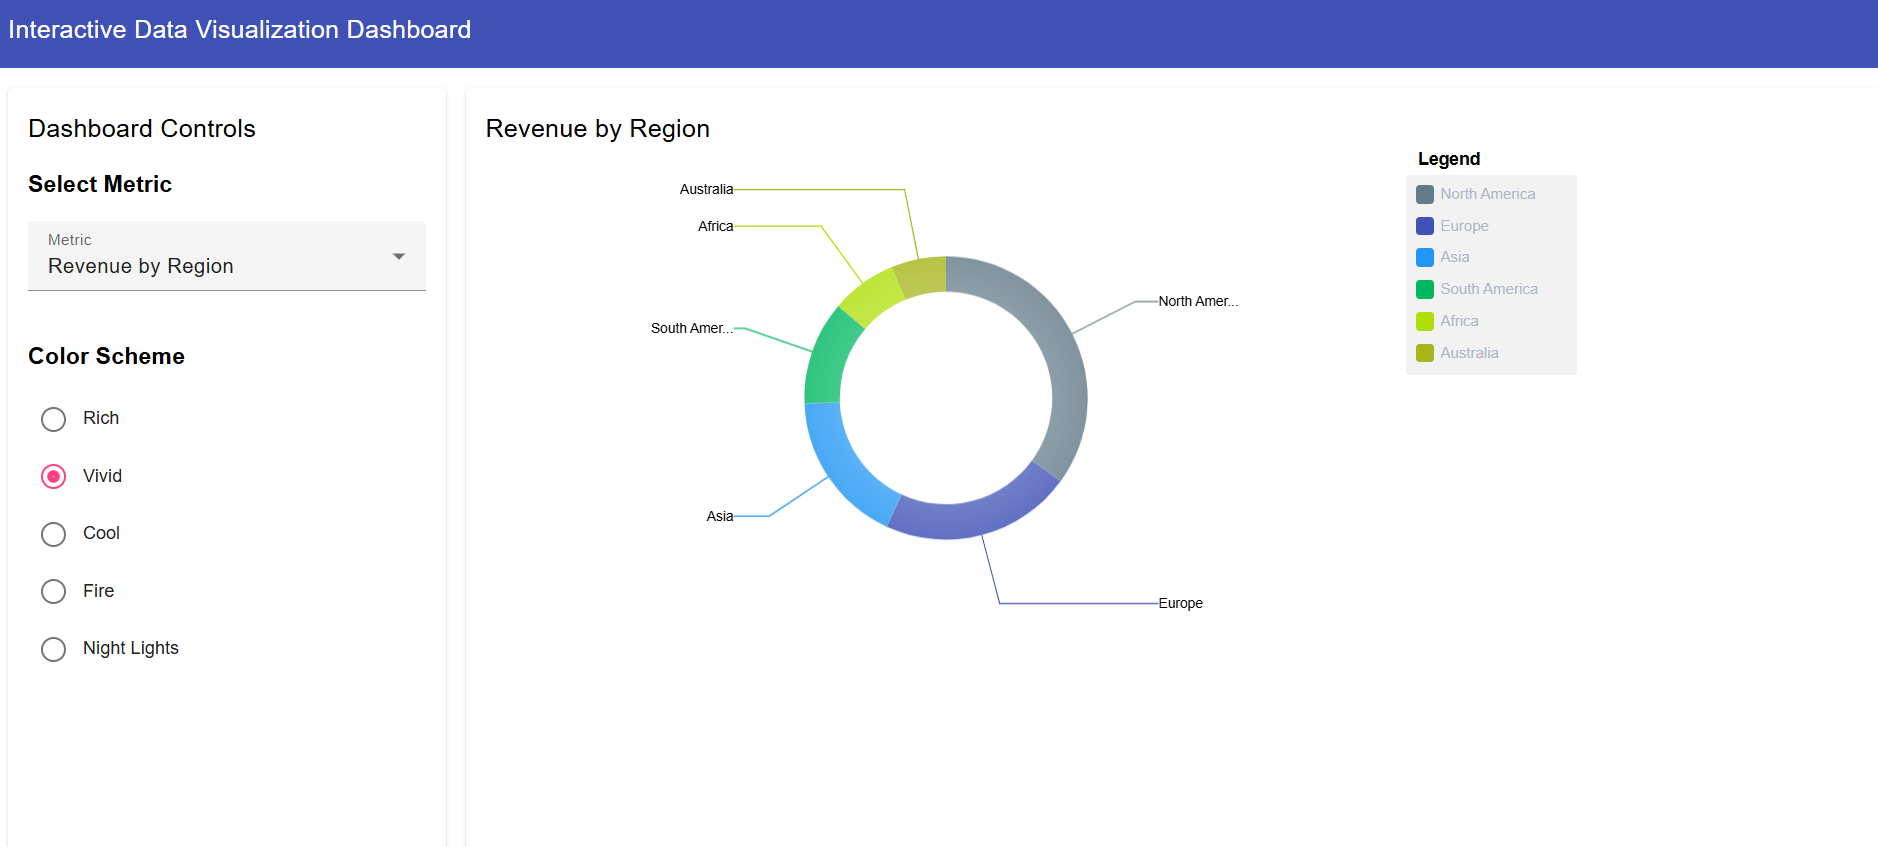 Interactive Data Visualization Dashboard
Dashboard Controls
Select Metric
Metric
Revenue by Region
Color Scheme
Rich
Vivid
Cool
Fire
Night Lights
Revenue by Region
Australia
Africa
South Amer...
Asia
North Amer...
Europe
Legend
North America
Europe
Asia
South America
Africa
Australia